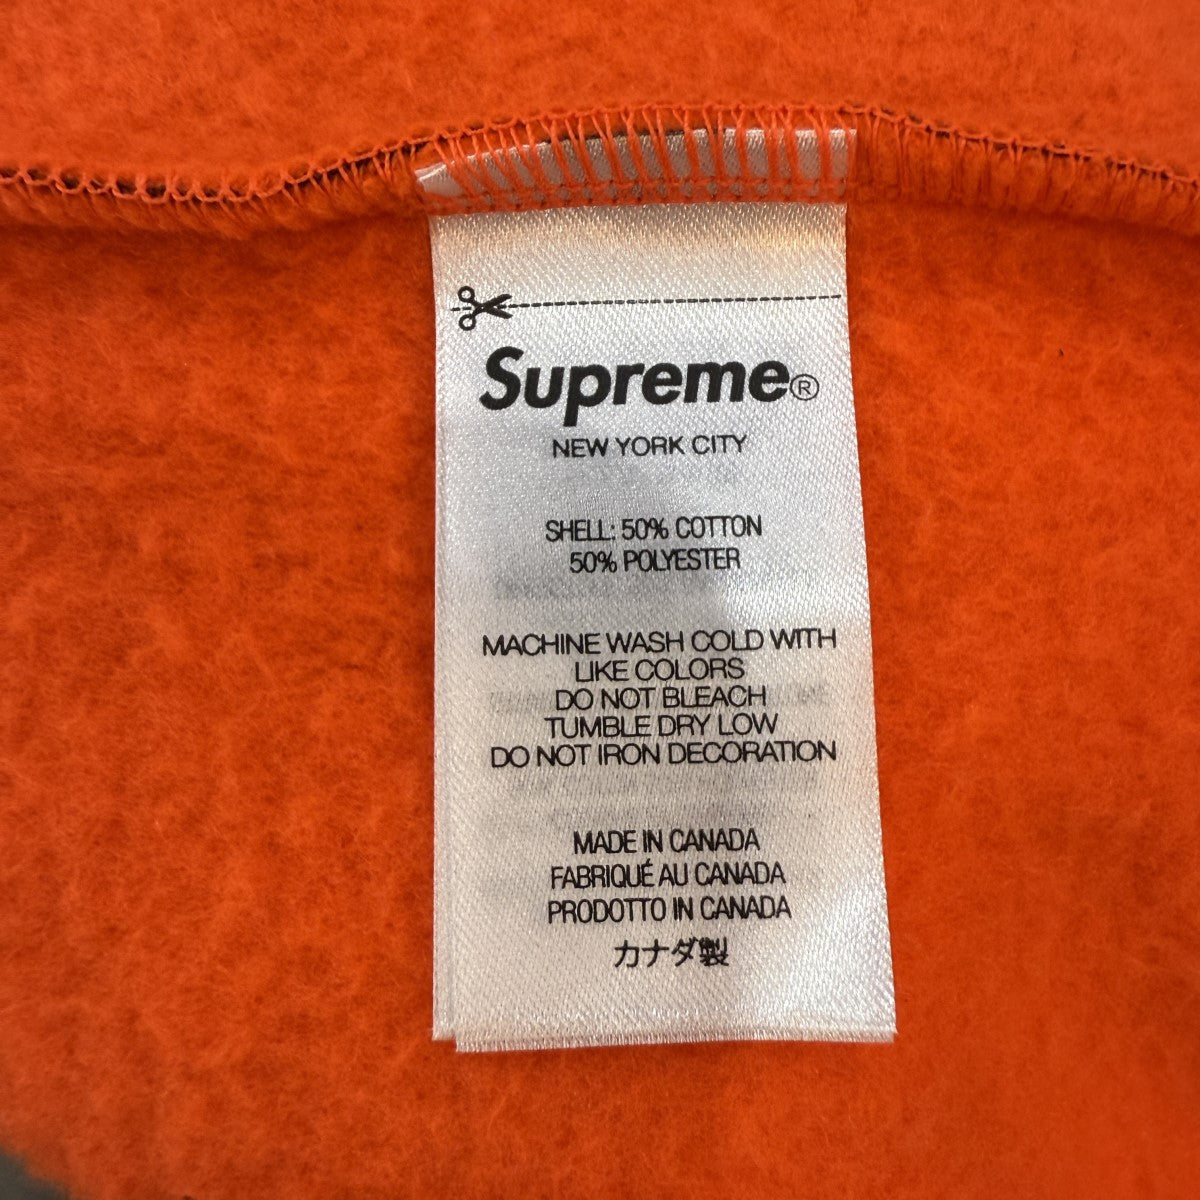 Supreme®
NEW YORK CITY
SHELL: 50% COTTON
50% POLYESTER
MACHINE WASH COLD WITH
LIKE COLORS
DO NOT BLEACH
TUMBLE DRY LOW
DO NOT IRON DECORATION
MADE IN CANADA
FABRIQUÉ AU CANADA
PRODOTTO IN CANADA
カナダ製